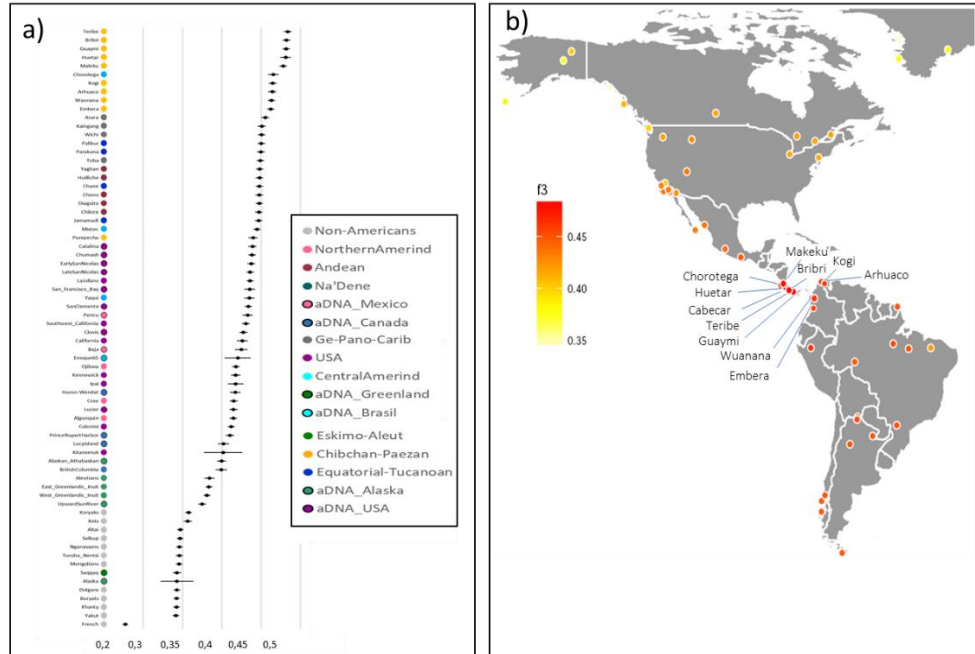 a)
Teribe
Bribri
Guaymi
Huetar
Maleku
Chorotega
Kogi
Arhuaco
Waunana
Embera
Arara
Kaingang
Wichi
Palikur
Parakana
Toba
Yaghan
Huilliche
Chane
Chono
Diaguita
Chilote
Jamamadi
Mixtec
Purepecha
Catalina
Chumash
EarlySanNicolas
LateSanNicolas
San_Francisco_Bay
Yaqui
SanClemente
Pericu
Southwest_California
Clovis
California
Baja
Enoque65
Ojibwa
Kennewick
Ipai
Huron-Wendat
Cree
Lucier
Algonquin
PrinceRupertHarbor
LucyIsland
Kitanemuk
Alaskan_Athabaskan
BritishColumbia
Aleutians
East_Greenlandic_Inuit
West_Greenlandic_Inuit
UpwardSunRiver
Koryaks
Kets
Altai
Selkup
Nganasans
Tundra_Nentsi
Mongolians
Saqqaq
Alaska
Dolgans
Buryats
Khanty
Yakut
French
0,2 0,3 0,35 0,4 0,45 0,5
Non-Americans
NorthernAmerind
Andean
Na'Dene
aDNA_Mexico
aDNA_Canada
Ge-Pano-Carib
USA
CentralAmerind
aDNA_Greenland
aDNA_Brasil
Eskimo-Aleut
Chibchan-Paezan
Equatorial-Tucanoan
aDNA_Alaska
aDNA_USA
b)
f3
0.45
0.40
0.35
Makeku
Bribri
Kogi
Chorotega
Arhuaco
Huetar
Cabecar
Teribe
Guaymi
Wuanana
Embera